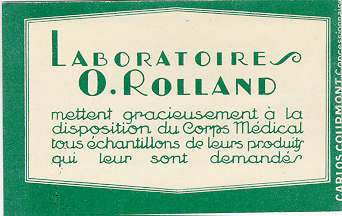 LABORATOIRES
O. ROLLAND
mettent gracieusement à la
disposition du Corps Médical
tous échantillons de leurs produits
qui leur sont demandés
CARLOS COURMONT Concessionnaire